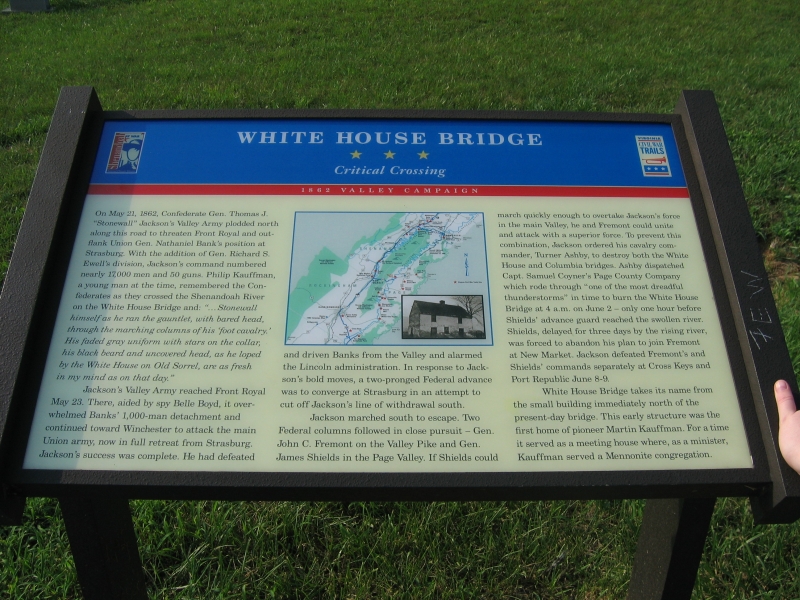 WHITE HOUSE BRIDGE
Critical Crossing
VIRGINIA
CIVIL WAR
TRAILS
1862 VALLEY CAMPAIGN
On May 21, 1862, Confederate Gen. Thomas J.
"Stonewall" Jackson's Valley Army plodded north
along this road to threaten Front Royal and out-
flank Union Gen. Nathaniel Bank's position at
Strasburg. With the addition of Gen. Richard S.
Ewell's division, Jackson's command numbered
nearly 17,000 men and 50 guns. Philip Kauffman,
a young man at the time, remembered the Con-
federates as they crossed the Shenandoah River
on the White House Bridge and: "...Stonewall
himself as he ran the gauntlet, with bared head,
through the marching columns of his 'foot cavalry.'
His faded gray uniform with stars on the collar,
his black beard and uncovered head, as he loped
by the White House on Old Sorrel, are as fresh
in my mind as on that day."
Jackson's Valley Army reached Front Royal
May 23. There, aided by spy Belle Boyd, it over-
whelmed Banks' 1,000-man detachment and
continued toward Winchester to attack the main
Union army, now in full retreat from Strasburg.
Jackson's success was complete. He had defeated
and driven Banks from the Valley and alarmed
the Lincoln administration. In response to Jack-
son's bold moves, a two-pronged Federal advance
was to converge at Strasburg in an attempt to
cut off Jackson's line of withdrawal south.
Jackson marched south to escape. Two
Federal columns followed in close pursuit – Gen.
John C. Fremont on the Valley Pike and Gen.
James Shields in the Page Valley. If Shields could
march quickly enough to overtake Jackson's force
in the main Valley, he and Fremont could unite
and attack with a superior force. To prevent this
combination, Jackson ordered his cavalry com-
mander, Turner Ashby, to destroy both the White
House and Columbia bridges. Ashby dispatched
Capt. Samuel Coyner's Page County Company
which rode through "one of the most dreadful
thunderstorms" in time to burn the White House
Bridge at 4 a.m. on June 2 – only one hour before
Shields' advance guard reached the swollen river.
Shields, delayed for three days by the rising river,
was forced to abandon his plan to join Fremont
at New Market. Jackson defeated Fremont's and
Shields' commands separately at Cross Keys and
Port Republic June 8-9.
White House Bridge takes its name from
the small building immediately north of the
present-day bridge. This early structure was the
first home of pioneer Martin Kauffman. For a time
it served as a meeting house where, as a minister,
Kauffman served a Mennonite congregation.